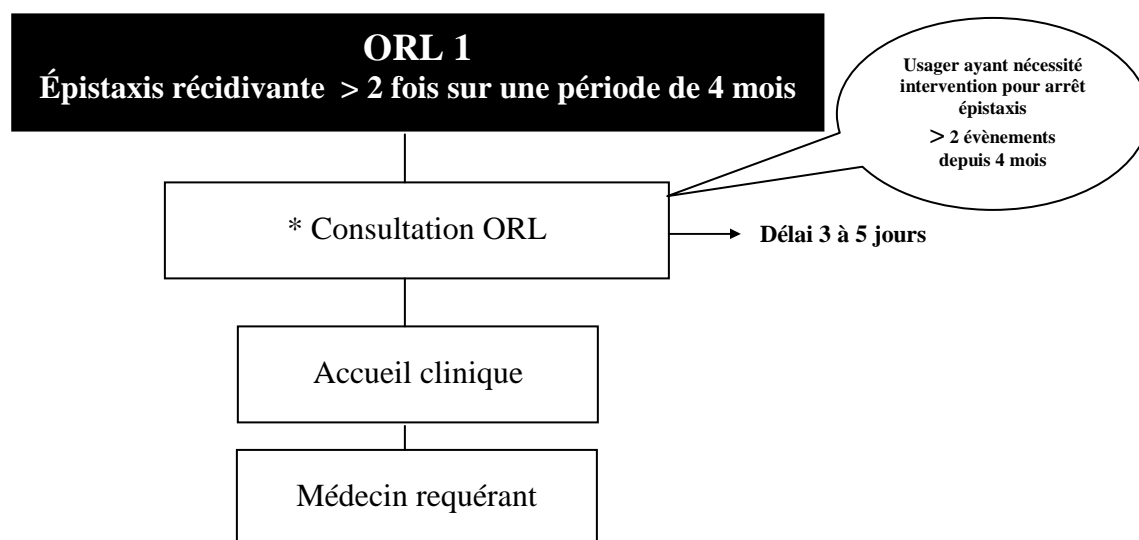 ORL 1
Épistaxis récidivante > 2 fois sur une période de 4 mois
Usager ayant nécessité
intervention pour arrêt
épistaxis
> 2 évènements
depuis 4 mois
* Consultation ORL
Délai 3 à 5 jours
Accueil clinique
Médecin requérant